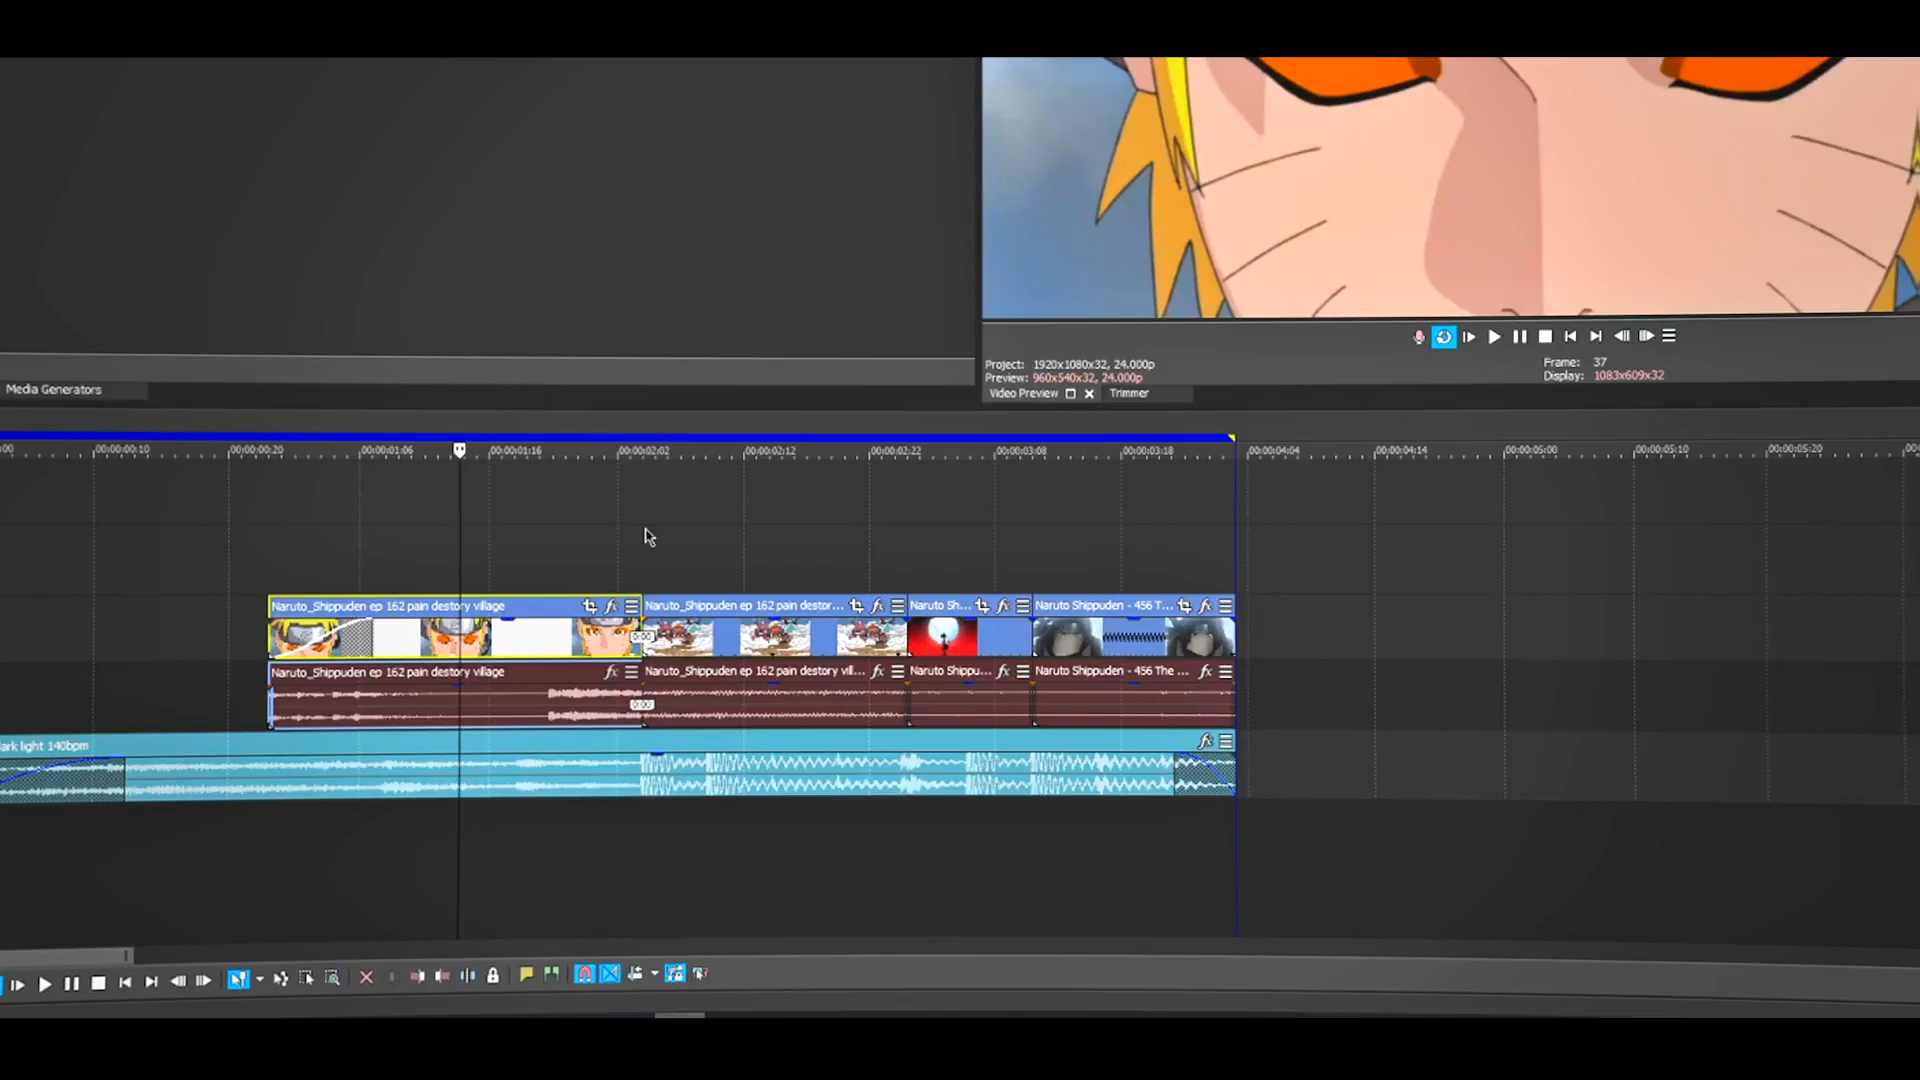 Project: 1920x1080x32, 24.000p
Frame: 37
Preview: 960x540x32, 24.000p
Display: 1083x609x32
Video Preview
Trimmer
Media Generators
00:00:00:10
00:00:00:20
00:00:01:06
00:00:01:16
00:00:02:02
00:00:02:12
00:00:02:22
00:00:03:08
00:00:03:18
00:00:04:04
00:00:04:14
00:00:05:00
00:00:05:10
00:00:05:20
Naruto_Shippuden ep 162 pain destory village
Naruto_Shippuden ep 162 pain destor...
Naruto Sh...
Naruto Shippuden - 456 T...
0:00
Naruto_Shippuden ep 162 pain destory village
Naruto_Shippuden ep 162 pain destory vill...
Naruto Shippu...
Naruto Shippuden - 456 The ...
0:00
light 140bpm